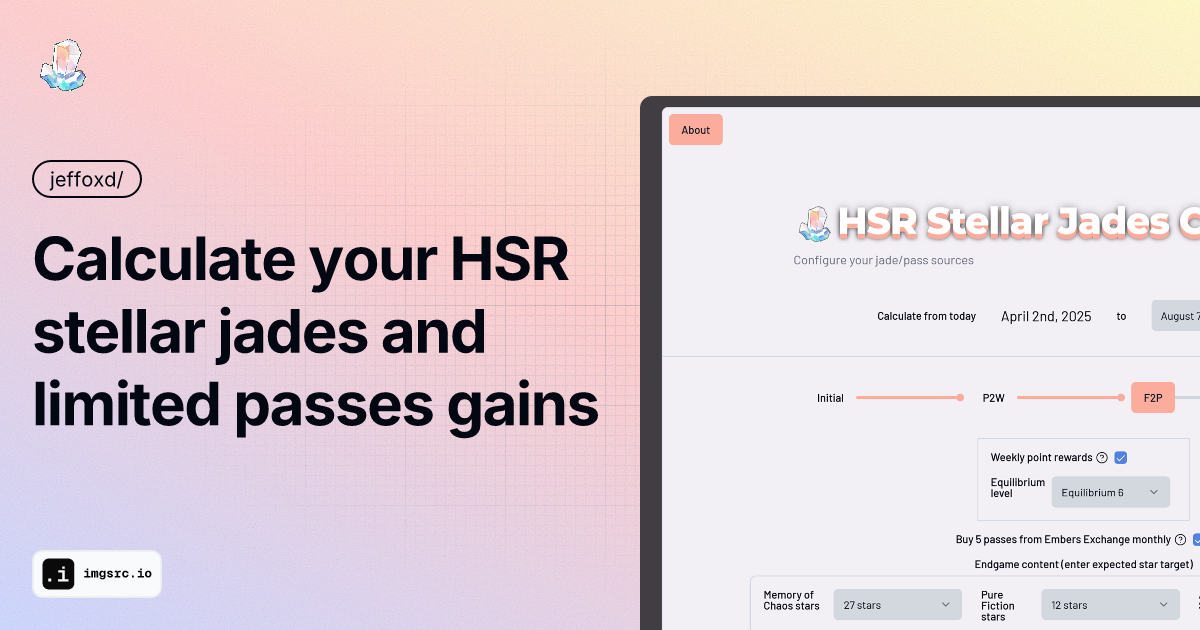 jeffoxd/
Calculate your HSR
stellar jades and
limited passes gains
.i imgsrc.io
About
HSR Stellar Jades
Configure your jade/pass sources
Calculate from today April 2nd, 2025 to August 7
Initial P2W F2P
Weekly point rewards ?
Equilibrium
level
Equilibrium 6
Buy 5 passes from Embers Exchange monthly ?
Endgame content (enter expected star target)
Memory of
Chaos stars
27 stars
Pure
Fiction
stars
12 stars